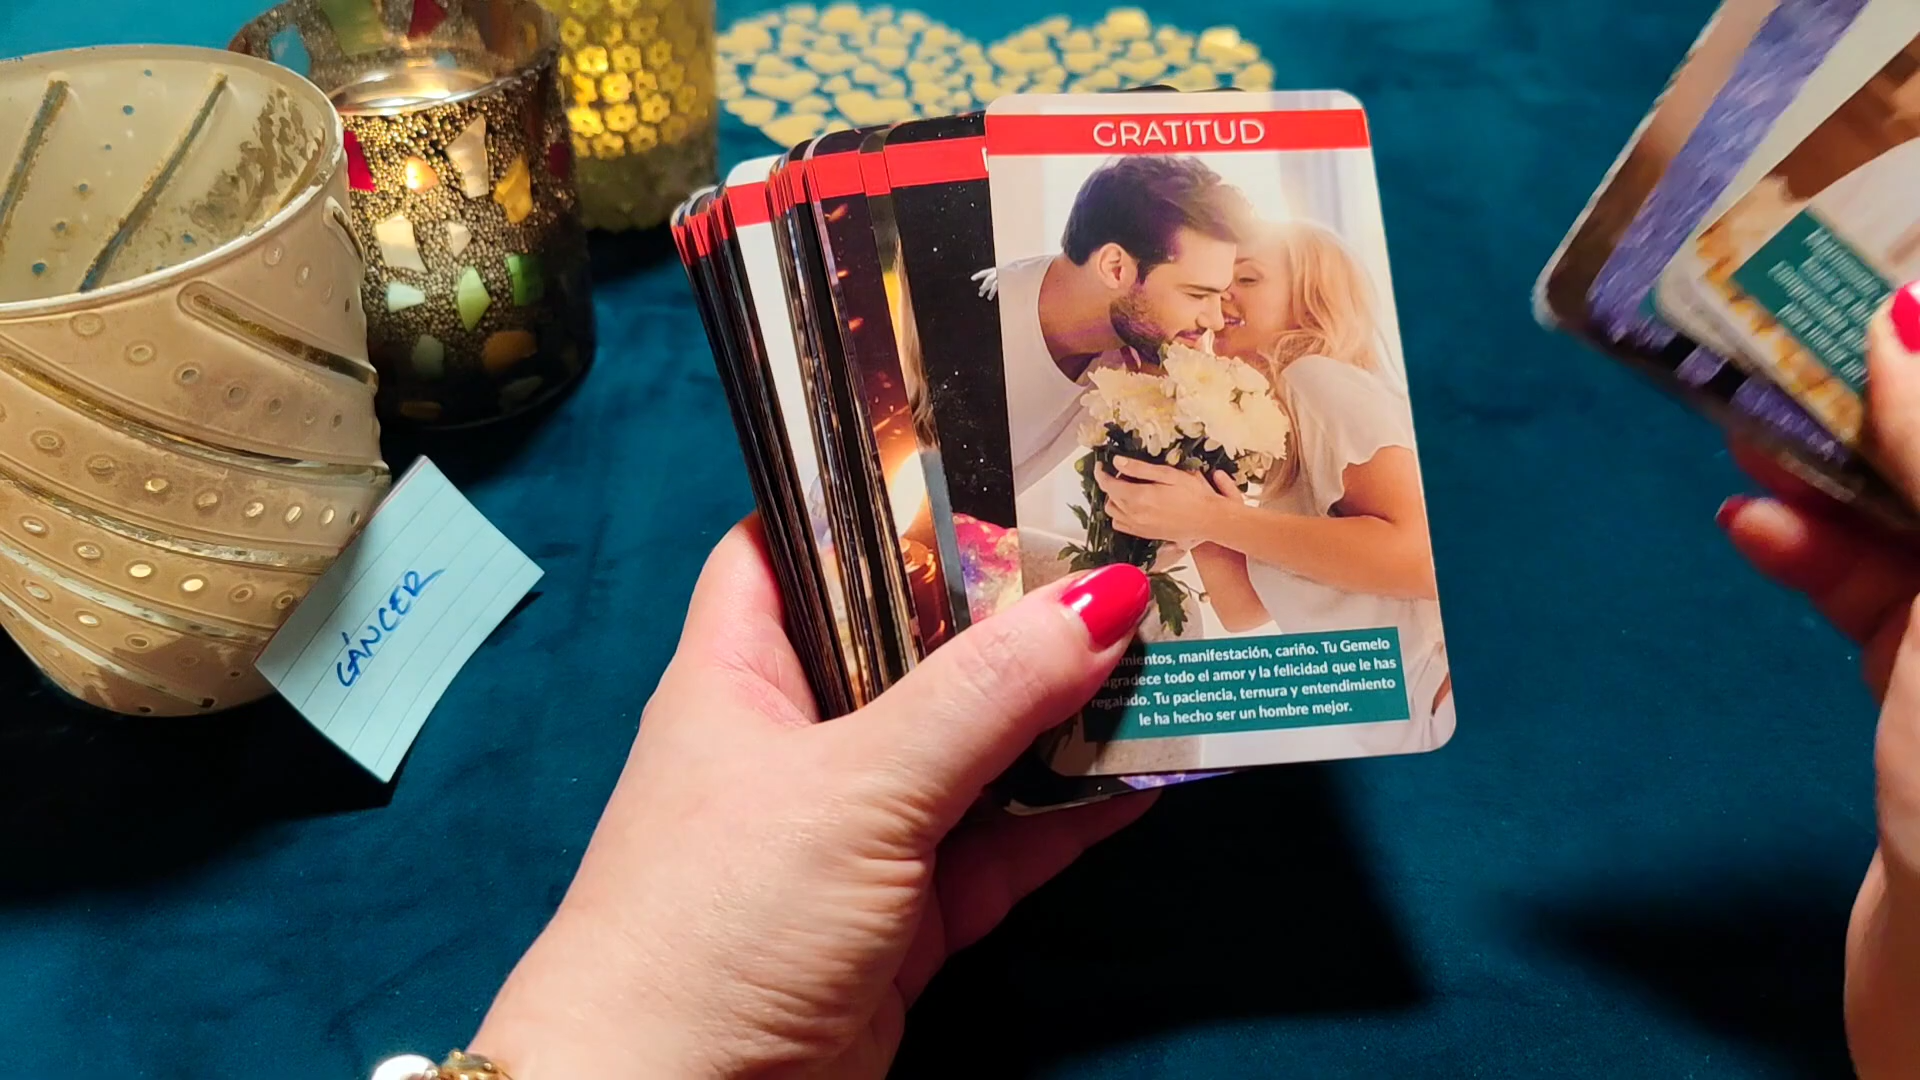 GRATITUD
CÁNCER
manifestación, cariño. Tu Gemelo
agradece todo el amor y la felicidad que le has
regalado. Tu paciencia, ternura y entendimiento
le ha hecho ser un hombre mejor.